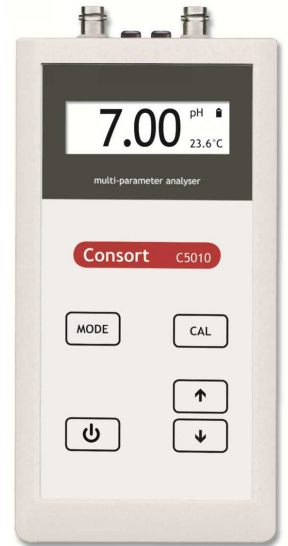 7.00 pH
23.6°C
multi-parameter analyser
Consort C5010
MODE CAL